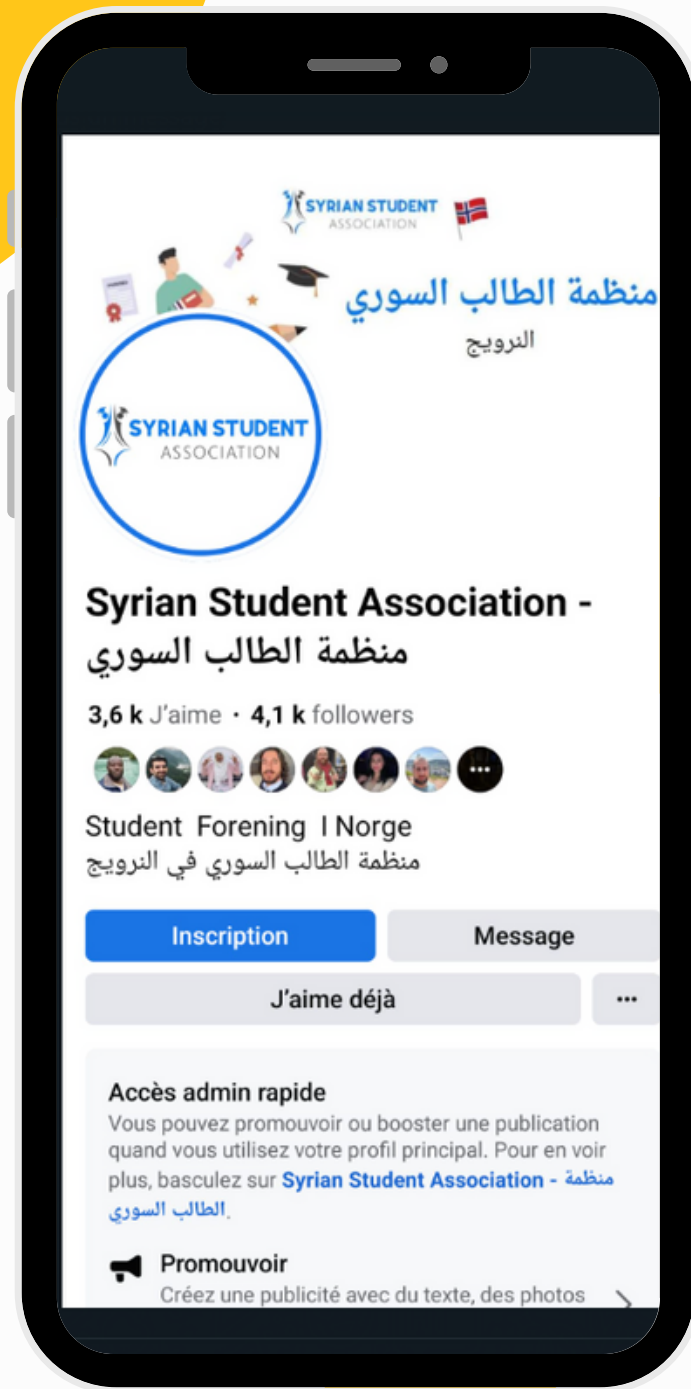 SYRIAN STUDENT
ASSOCIATION
منظمة الطالب السوري
النرويج
SYRIAN STUDENT
ASSOCIATION
Syrian Student Association -
منظمة الطالب السوري
3,6 k J’aime · 4,1 k followers
Student Forening I Norge
منظمة الطالب السوري في النرويج
Inscription
Message
J’aime déjà
Accès admin rapide
Vous pouvez promouvoir ou booster une publication
quand vous utilisez votre profil principal. Pour en voir
plus, basculez sur Syrian Student Association - منظمة
الطالب السوري.
Promouvoir
Créez une publicité avec du texte, des photos